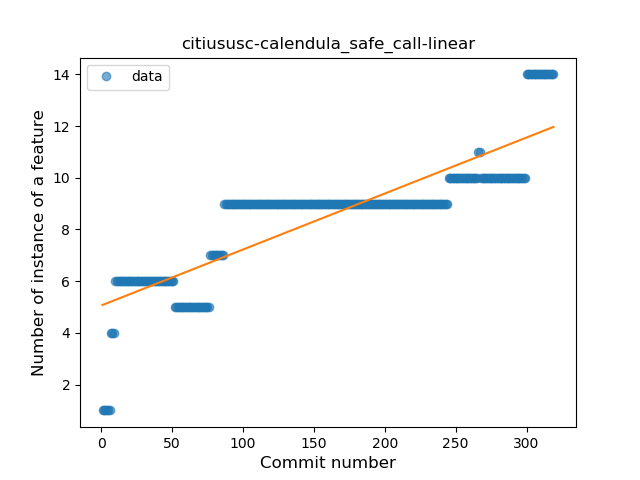 citiususc-calendula_safe_call-linear
data
14
12
10
8
6
4
2
Number of instance of a feature
0 50 100 150 200 250 300
Commit number